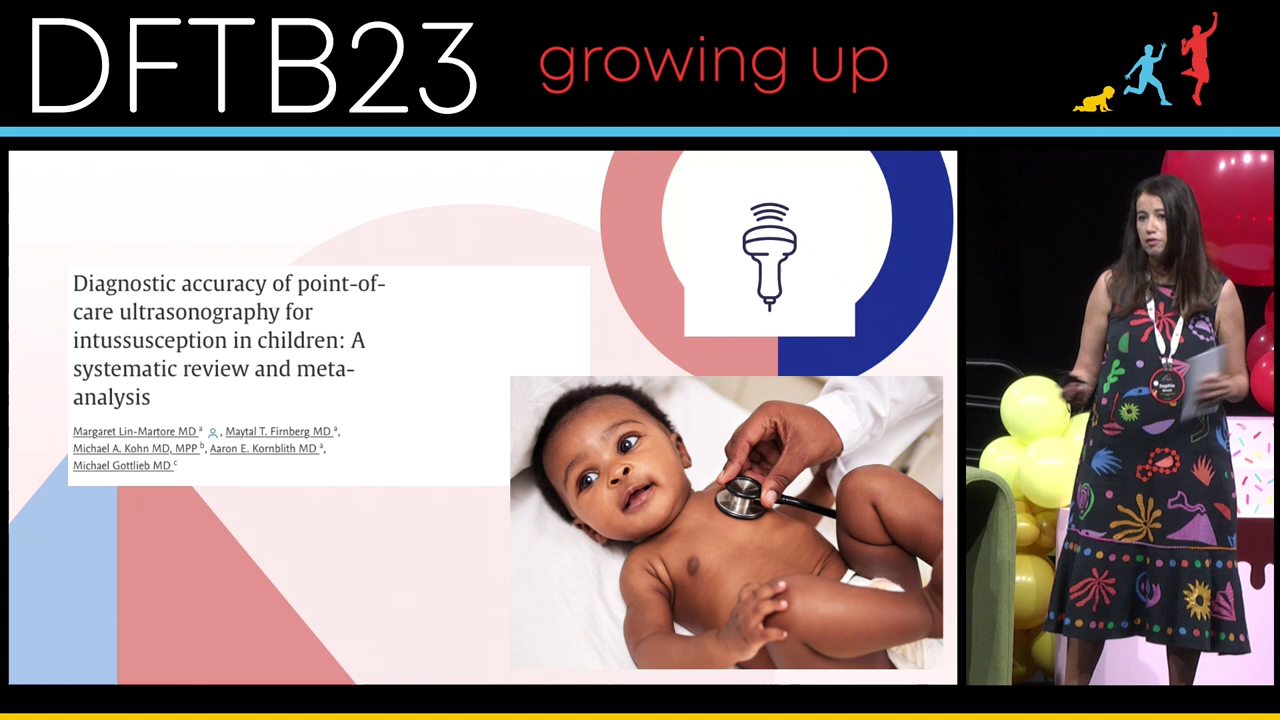 DFTB23
growing up
Diagnostic accuracy of point-of-
care ultrasonography for
intussusception in children: A
systematic review and meta-
analysis
Margaret Lin-Martore MD a , Maytal T. Firnberg MD a,
Michael A. Kohn MD, MPP b, Aaron E. Kornblith MD a,
Michael Gottlieb MD c
Sophie